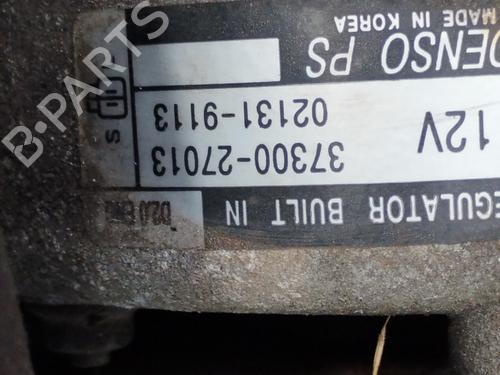 REGULATOR BUILT IN
37300-27013
12V
02131-9113
S
DENSO PS
MADE IN KOREA
B-Parts